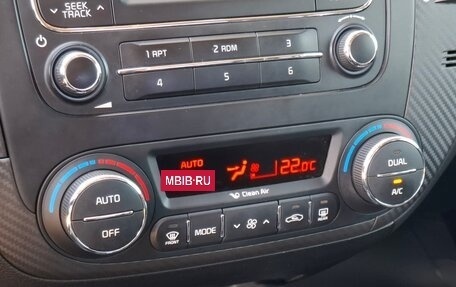 SEEK
TRACK
1 RPT
2 RDM
3
4
5
6
AUTO
22.0C
MBIB·RU
Clean Air
AUTO
OFF
DUAL
A/C
FRONT
MODE
REAR